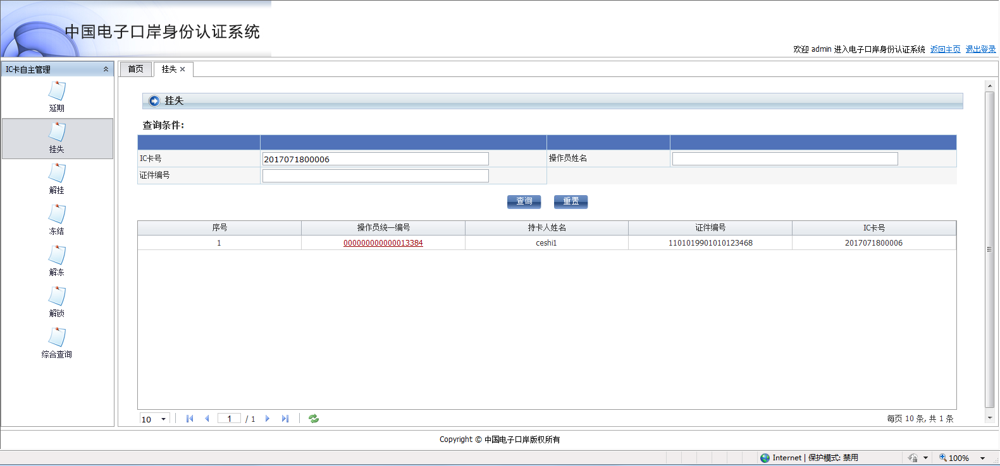 中国电子口岸身份认证系统
欢迎 admin 进入电子口岸身份认证系统 返回主页 退出登录
IC卡自主管理
延期
挂失
解挂
冻结
解冻
解锁
综合查询
首页 挂失
挂失
查询条件:
IC卡号 2017071800006 操作员姓名
证件编号
查询 重置
序号 操作员统一编号 持卡人姓名 证件编号 IC卡号
1 000000000000013384 ceshi1 1101019901010123468 2017071800006
10 1 / 1 每页 10 条, 共 1 条
Copyright © 中国电子口岸版权所有
Internet | 保护模式: 禁用 100%